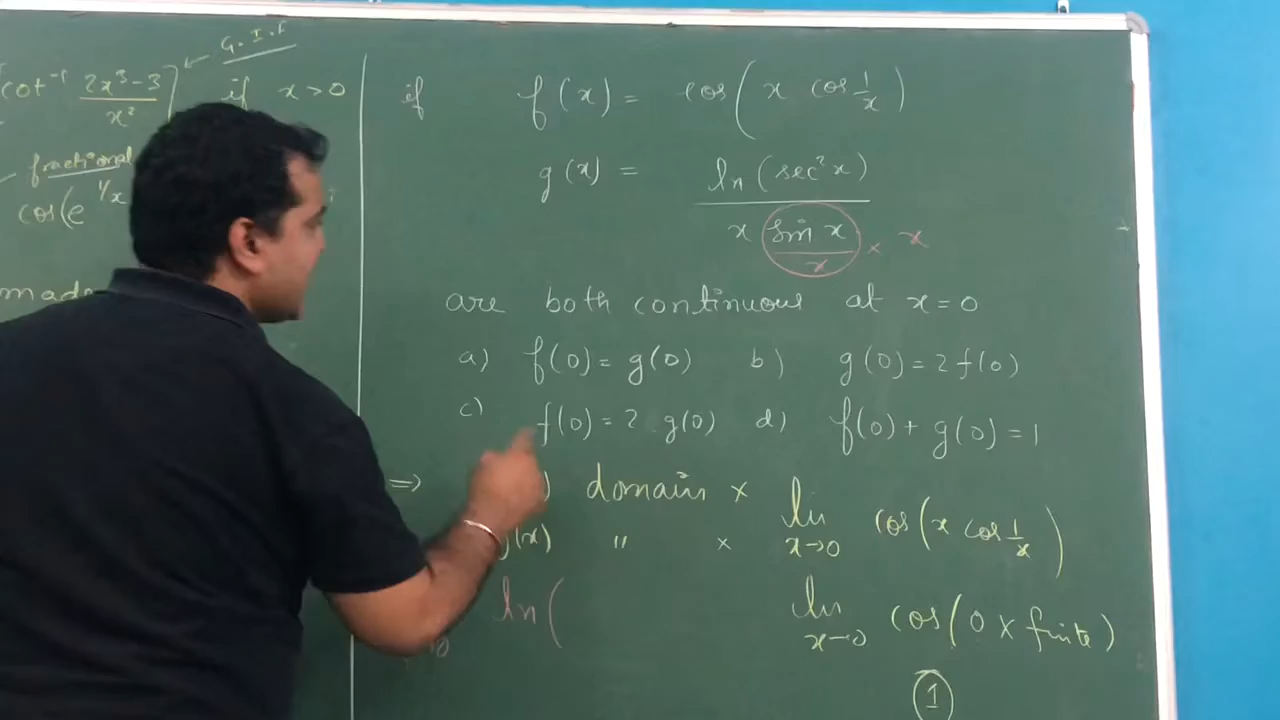 G.I.F
cot⁻¹ 2x³-3 / x² ] if x>0
fractional
cos(e^1/x
made
if f(x) = cos(x cos 1/x)
g(x) = ln(sec²x) / x sin x / x × x
are both continuous at x=0
a) f(0) = g(0) b) g(0) = 2 f(0)
c) f(0) = 2 . g(0) d) f(0) + g(0) = 1
⇒ ) domain × lim x→0 cos(x cos 1/x)
(x) " ×
ln( lim x→0 cos(0 × finite)
1